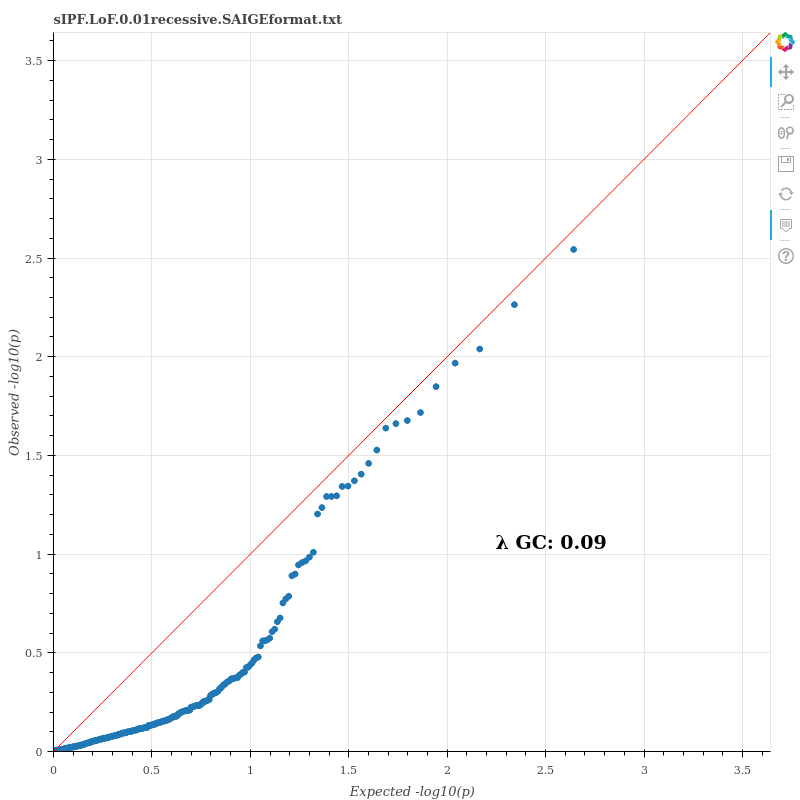 sIPF.LoF.0.01recessive.SAIGEformat.txt
3.5
3
2.5
2
1.5
1
0.5
0
Observed -log10(p)
λ GC: 0.09
0 0.5 1 1.5 2 2.5 3 3.5
Expected -log10(p)
?